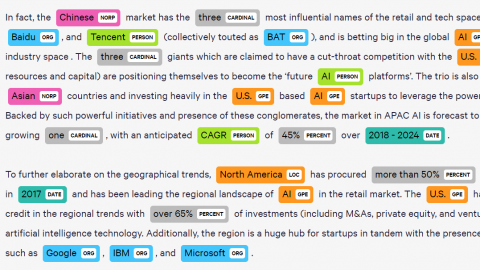 In fact, the Chinese NORP market has the three CARDINAL most influential names of the retail and tech space
Baidu ORG , and Tencent PERSON (collectively touted as BAT ORG ), and is betting big in the global
industry space . The three CARDINAL giants which are claimed to have a cutthroat competition with the U.S.
resources and capital) are positioning themselves to become the 'future AI PERSON platforms'. The trio is also
Asian NORP countries and investing heavily in the U.S. GPE based AI GPE startups to leverage the power
Backed by such powerful initiatives and presence of these conglomerates, the market in APAC AI is forecast to
growing one CARDINAL , with an anticipated CAGR PERSON of 45% PERCENT over 2018 - 2024 DATE .
To further elaborate on the geographical trends, North America LOC has procured more than 50% PERCENT
in 2017 DATE and has been leading the regional landscape of AI GPE in the retail market. The U.S. GPE
credit in the regional trends with over 65% PERCENT of investments (including M&As, private equity, and
artificial intelligence technology. Additionally, the region is a huge hub for startups in tandem with the presence
such as Google ORG , IBM ORG , and Microsoft ORG .